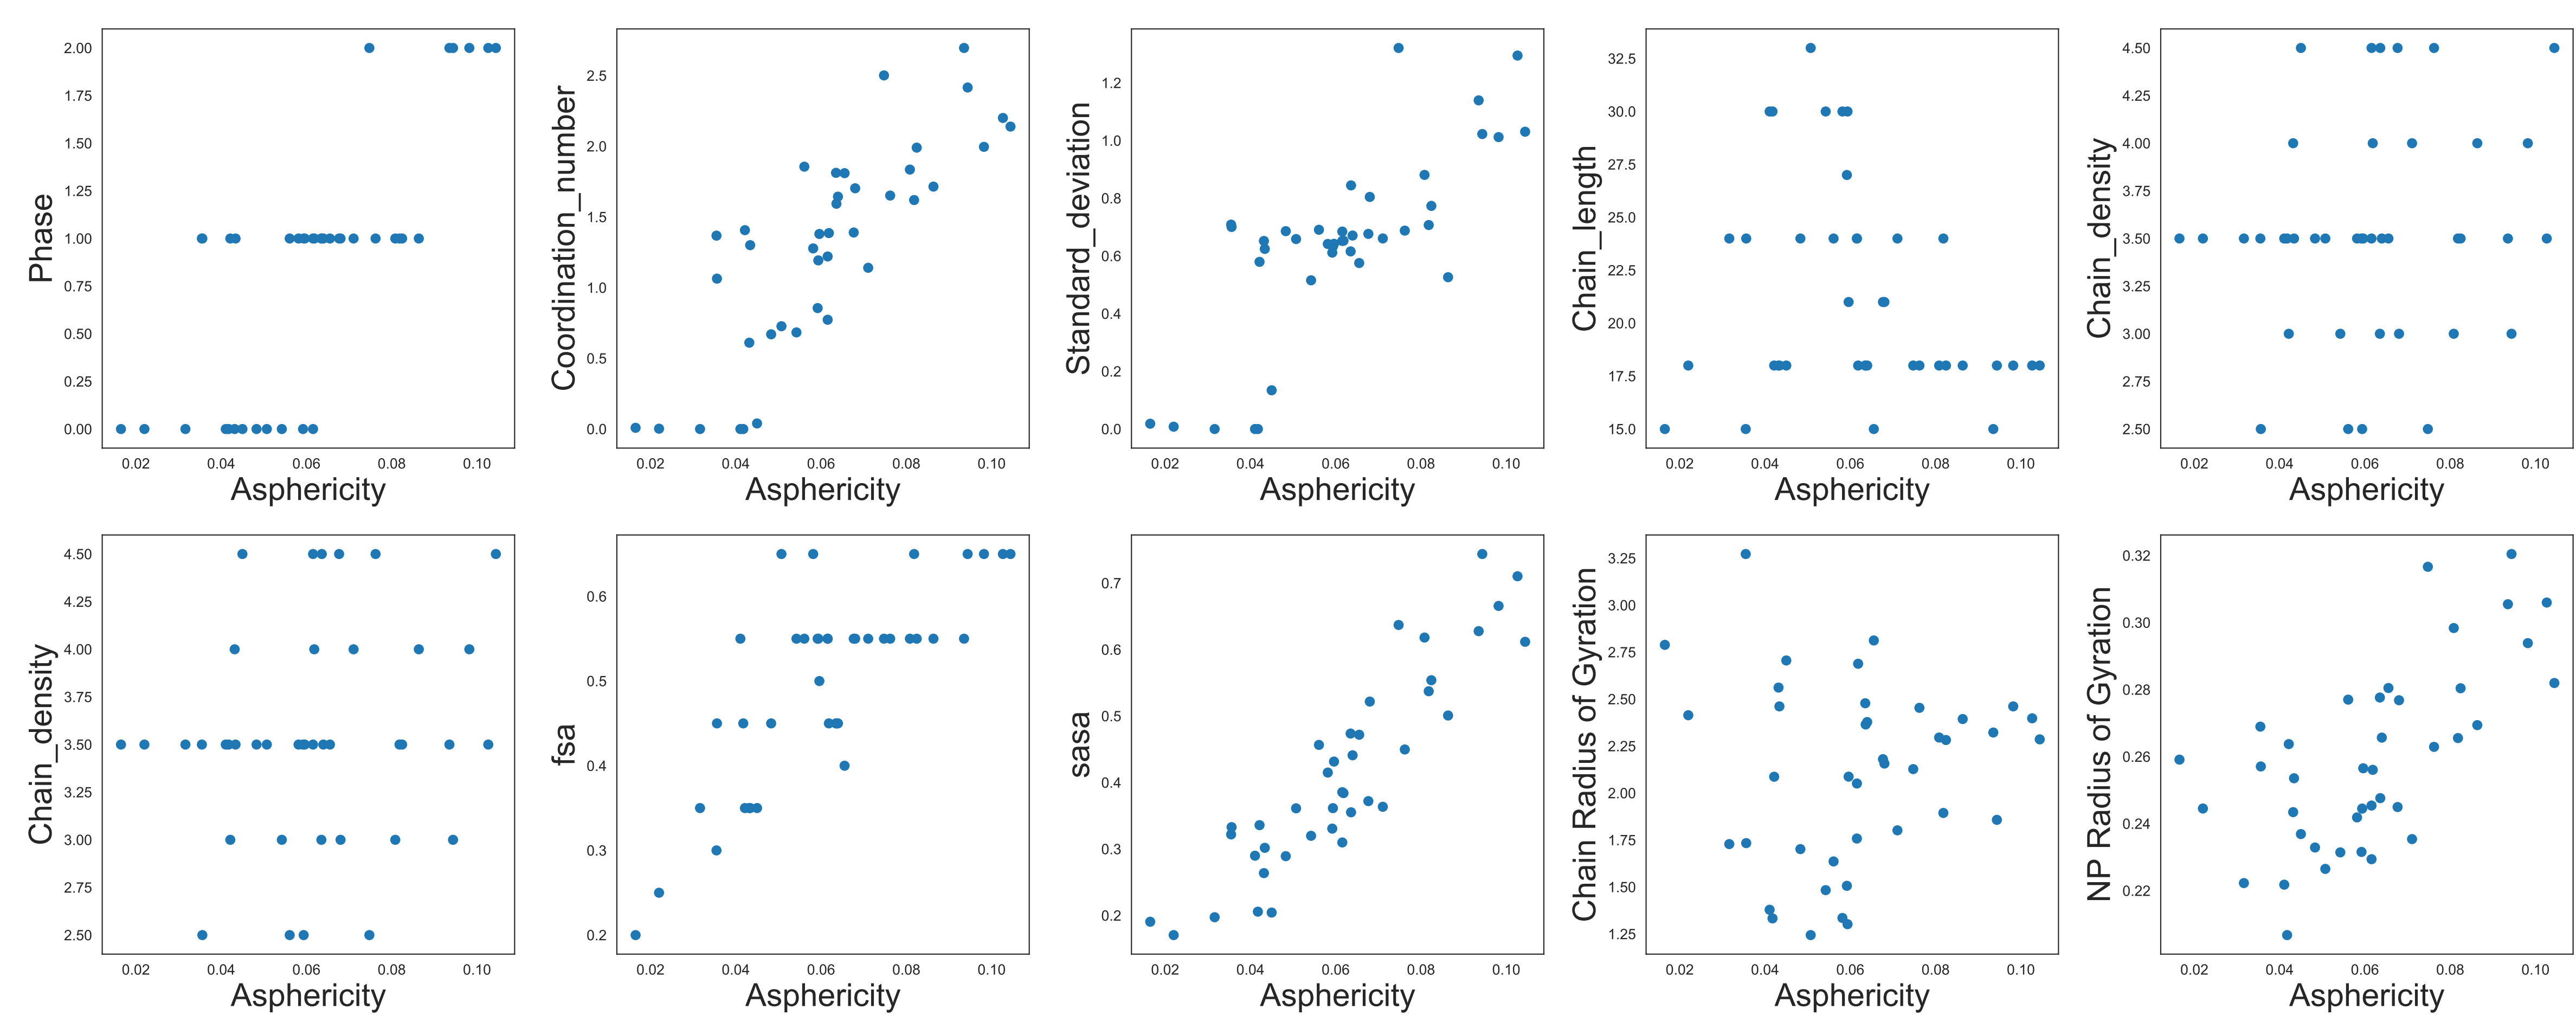 2.00
1.75
1.50
1.25
1.00
0.75
0.50
0.25
0.00
Phase
0.02 0.04 0.06 0.08 0.10
Asphericity
2.5
2.0
1.5
1.0
0.5
0.0
Coordination_number
0.02 0.04 0.06 0.08 0.10
Asphericity
1.2
1.0
0.8
0.6
0.4
0.2
0.0
Standard_deviation
0.02 0.04 0.06 0.08 0.10
Asphericity
32.5
30.0
27.5
25.0
22.5
20.0
17.5
15.0
Chain_length
0.02 0.04 0.06 0.08 0.10
Asphericity
4.50
4.25
4.00
3.75
3.50
3.25
3.00
2.75
2.50
Chain_density
0.02 0.04 0.06 0.08 0.10
Asphericity
4.50
4.25
4.00
3.75
3.50
3.25
3.00
2.75
2.50
Chain_density
0.02 0.04 0.06 0.08 0.10
Asphericity
0.6
0.5
0.4
0.3
0.2
fsa
0.02 0.04 0.06 0.08 0.10
Asphericity
0.7
0.6
0.5
0.4
0.3
0.2
sasa
0.02 0.04 0.06 0.08 0.10
Asphericity
3.25
3.00
2.75
2.50
2.25
2.00
1.75
1.50
1.25
Chain Radius of Gyration
0.02 0.04 0.06 0.08 0.10
Asphericity
0.32
0.30
0.28
0.26
0.24
0.22
NP Radius of Gyration
0.02 0.04 0.06 0.08 0.10
Asphericity